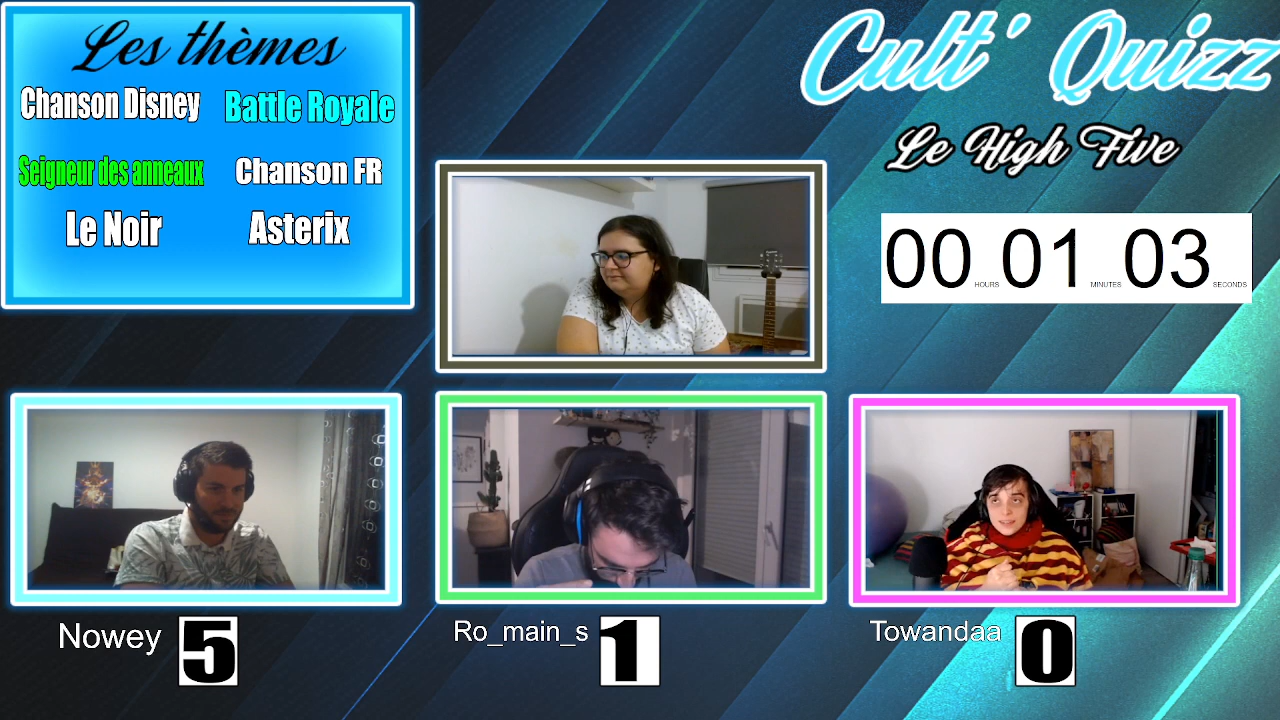 Les thèmes
Chanson Disney Battle Royale
Seigneur des anneaux Chanson FR
Le Noir Asterix
Cult' Quizz
Le High Five
00 HOURS 01 MINUTES 03 SECONDS
Nowey 5
Ro_main_s 1
Towandaa 0